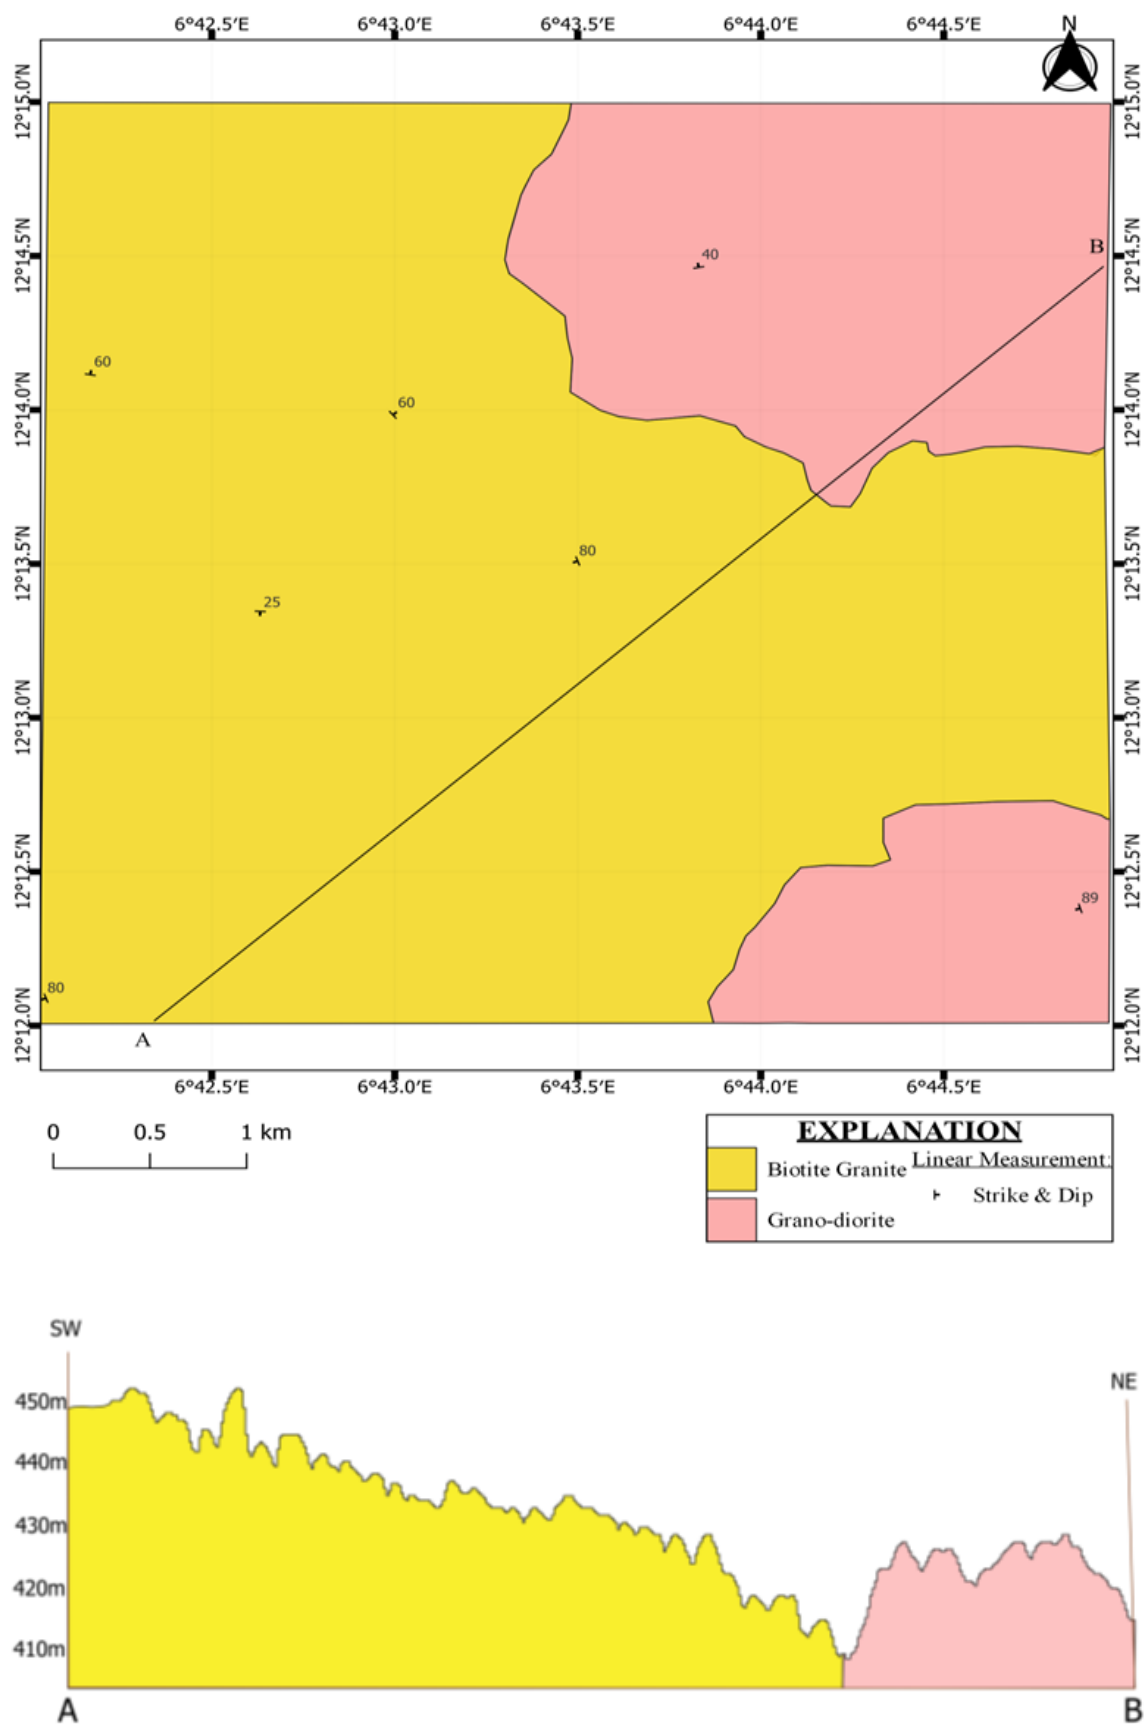 6°42.5'E 6°43.0'E 6°43.5'E 6°44.0'E 6°44.5'E N
12°15.0'N 12°15.0'N
12°14.5'N 12°14.5'N
12°14.0'N 12°14.0'N
12°13.5'N 12°13.5'N
12°13.0'N 12°13.0'N
12°12.5'N 12°12.5'N
12°12.0'N 12°12.0'N
B
40
60
60
80
25
89
80
A
6°42.5'E 6°43.0'E 6°43.5'E 6°44.0'E 6°44.5'E
0 0.5 1 km
EXPLANATION
Linear Measurement:
Biotite Granite
Strike & Dip
Grano-diorite
SW
NE
450m
440m
430m
420m
410m
A B